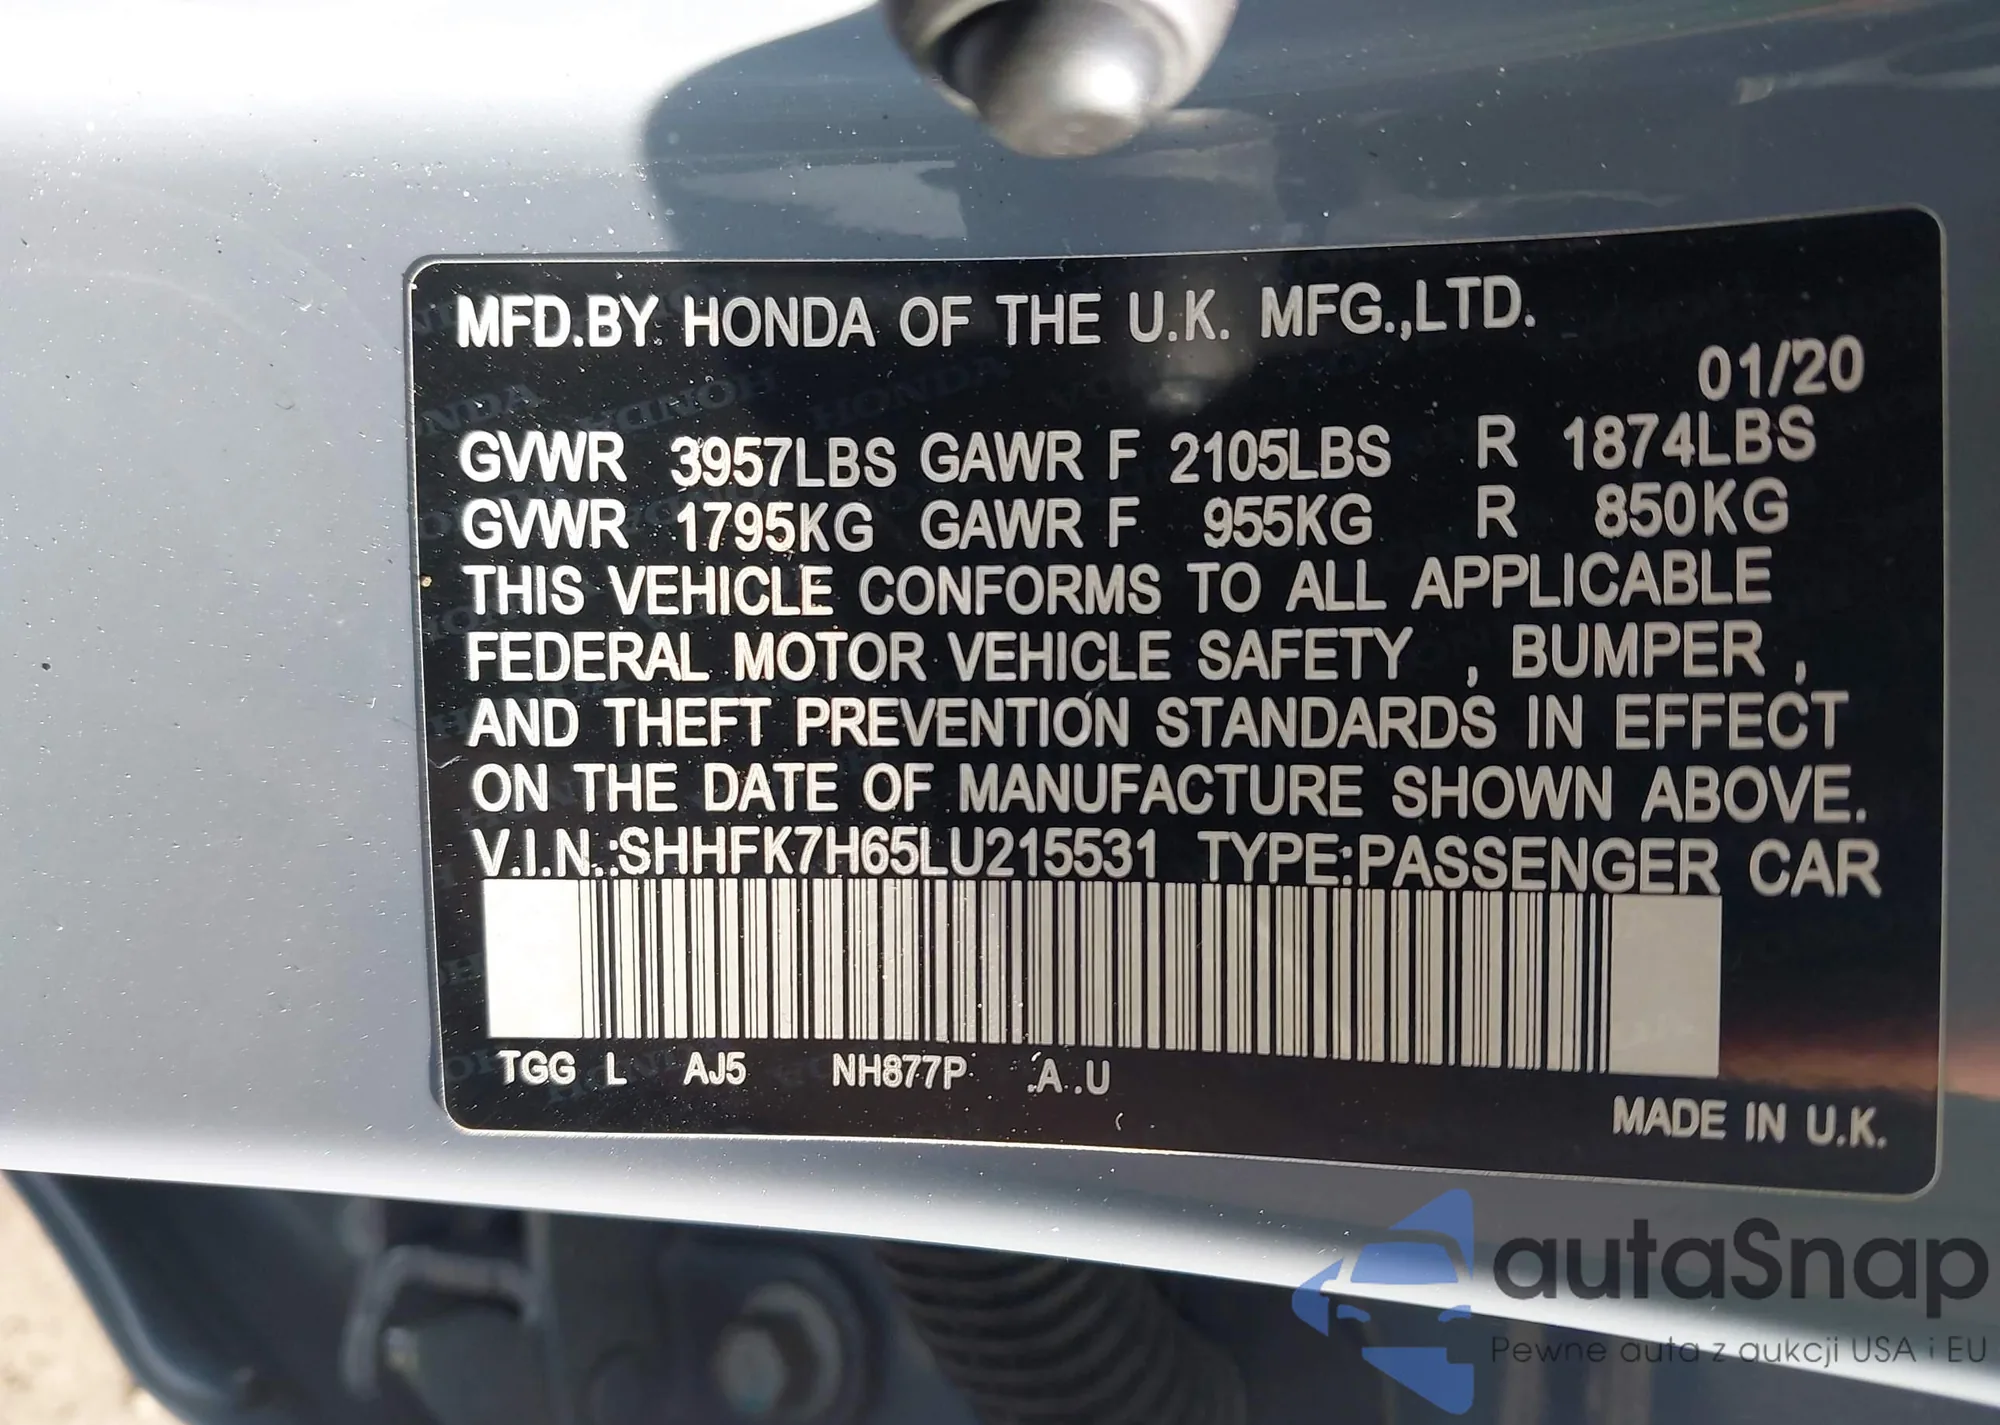 MFD.BY HONDA OF THE U.K. MFG.,LTD.
01/20
GVWR 3957LBS GAWR F 2105LBS R 1874LBS
GVWR 1795KG GAWR F 955KG R 850KG
THIS VEHICLE CONFORMS TO ALL APPLICABLE
FEDERAL MOTOR VEHICLE SAFETY , BUMPER ,
AND THEFT PREVENTION STANDARDS IN EFFECT
ON THE DATE OF MANUFACTURE SHOWN ABOVE.
V.I.N.:SHHFK7H65LU215531 TYPE:PASSENGER CAR
TGG L AJ5 NH877P A U
MADE IN U.K.
autaSnap
Pewne auta z aukcji USA i EU